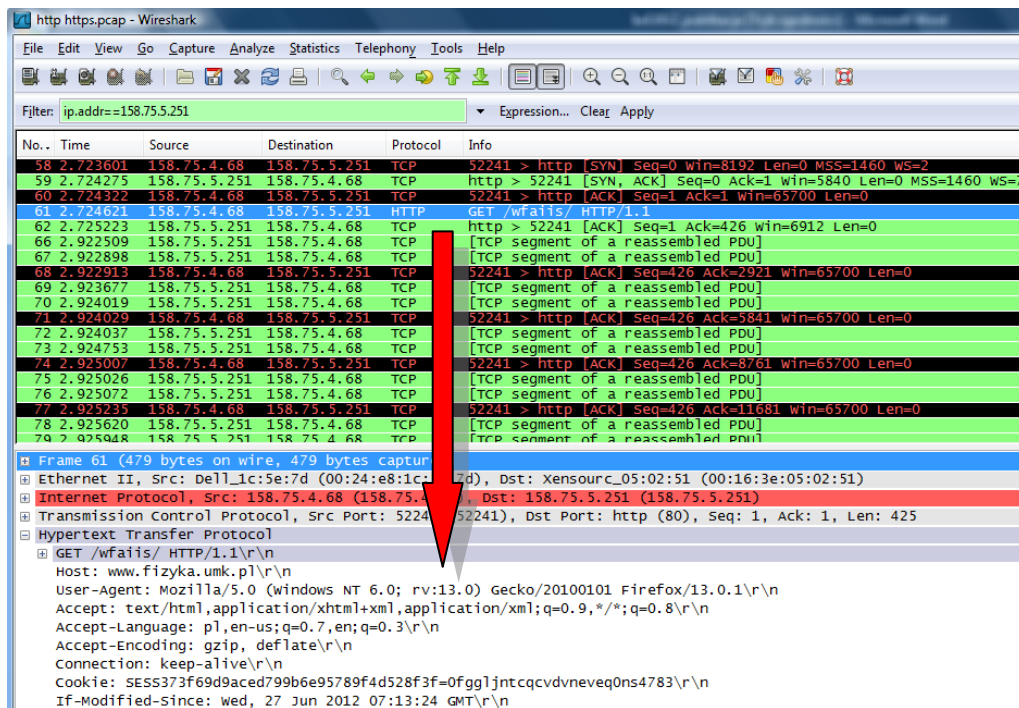 http https.pcap - Wireshark
File Edit View Go Capture Analyze Statistics Telephony Tools Help
Filter: ip.addr==158.75.5.251 Expression... Clear Apply
No. . Time Source Destination Protocol Info
58 2.723601 158.75.4.68 158.75.5.251 TCP 52241 > http [SYN] Seq=0 Win=8192 Len=0 MSS=1460 WS=2
59 2.724275 158.75.5.251 158.75.4.68 TCP http > 52241 [SYN, ACK] Seq=0 Ack=1 Win=5840 Len=0 MSS=1460 WS=7
60 2.724322 158.75.4.68 158.75.5.251 TCP 52241 > http [ACK] Seq=1 Ack=1 Win=65700 Len=0
61 2.724621 158.75.4.68 158.75.5.251 HTTP GET /wfaiis/ HTTP/1.1
62 2.725223 158.75.5.251 158.75.4.68 TCP http > 52241 [ACK] Seq=1 Ack=426 Win=6912 Len=0
66 2.922509 158.75.5.251 158.75.4.68 TCP [TCP segment of a reassembled PDU]
67 2.922898 158.75.5.251 158.75.4.68 TCP [TCP segment of a reassembled PDU]
68 2.922913 158.75.4.68 158.75.5.251 TCP 52241 > http [ACK] Seq=426 Ack=2921 Win=65700 Len=0
69 2.923677 158.75.5.251 158.75.4.68 TCP [TCP segment of a reassembled PDU]
70 2.924019 158.75.5.251 158.75.4.68 TCP [TCP segment of a reassembled PDU]
71 2.924029 158.75.4.68 158.75.5.251 TCP 52241 > http [ACK] Seq=426 Ack=5841 Win=65700 Len=0
72 2.924037 158.75.5.251 158.75.4.68 TCP [TCP segment of a reassembled PDU]
73 2.924753 158.75.5.251 158.75.4.68 TCP [TCP segment of a reassembled PDU]
74 2.925007 158.75.4.68 158.75.5.251 TCP 52241 > http [ACK] Seq=426 Ack=8761 Win=65700 Len=0
75 2.925026 158.75.5.251 158.75.4.68 TCP [TCP segment of a reassembled PDU]
76 2.925072 158.75.5.251 158.75.4.68 TCP [TCP segment of a reassembled PDU]
77 2.925235 158.75.4.68 158.75.5.251 TCP 52241 > http [ACK] Seq=426 Ack=11681 Win=65700 Len=0
78 2.925620 158.75.5.251 158.75.4.68 TCP [TCP segment of a reassembled PDU]
79 2.925948 158.75.5.251 158.75.4.68 TCP [TCP segment of a reassembled PDU]
Frame 61 (479 bytes on wire, 479 bytes
Ethernet II, Src: Dell_1c:5e:7d (00:24:e8:1c: 7d), Dst: Xensourc_05:02:51 (00:16:3e:05:02:51)
Internet Protocol, Src: 158.75.4.68 Dst: 158.75.5.251 (158.75.5.251)
Transmission Control Protocol, Src Port: 52241), Dst Port: http (80), Seq: 1, Ack: 1, Len: 425
Hypertext Transfer Protocol
GET /wfaiis/ HTTP/1.1\r\n
Host: www.fizyka.umk.pl\r\n
User-Agent: Mozilla/5.0 (Windows NT 6.0; rv:13.0) Gecko/20100101 Firefox/13.0.1\r\n
Accept: text/html,application/xhtml+xml,application/xml;q=0.9,*/*;q=0.8\r\n
Accept-Language: pl,en-us;q=0.7,en;q=0.3\r\n
Accept-Encoding: gzip, deflate\r\n
Connection: keep-alive\r\n
Cookie: SESS373f69d9aced799b6e95789f4d528f3f=0fggljntcqcvdvneveq0ns4783\r\n
If-Modified-Since: Wed, 27 Jun 2012 07:13:24 GMT\r\n